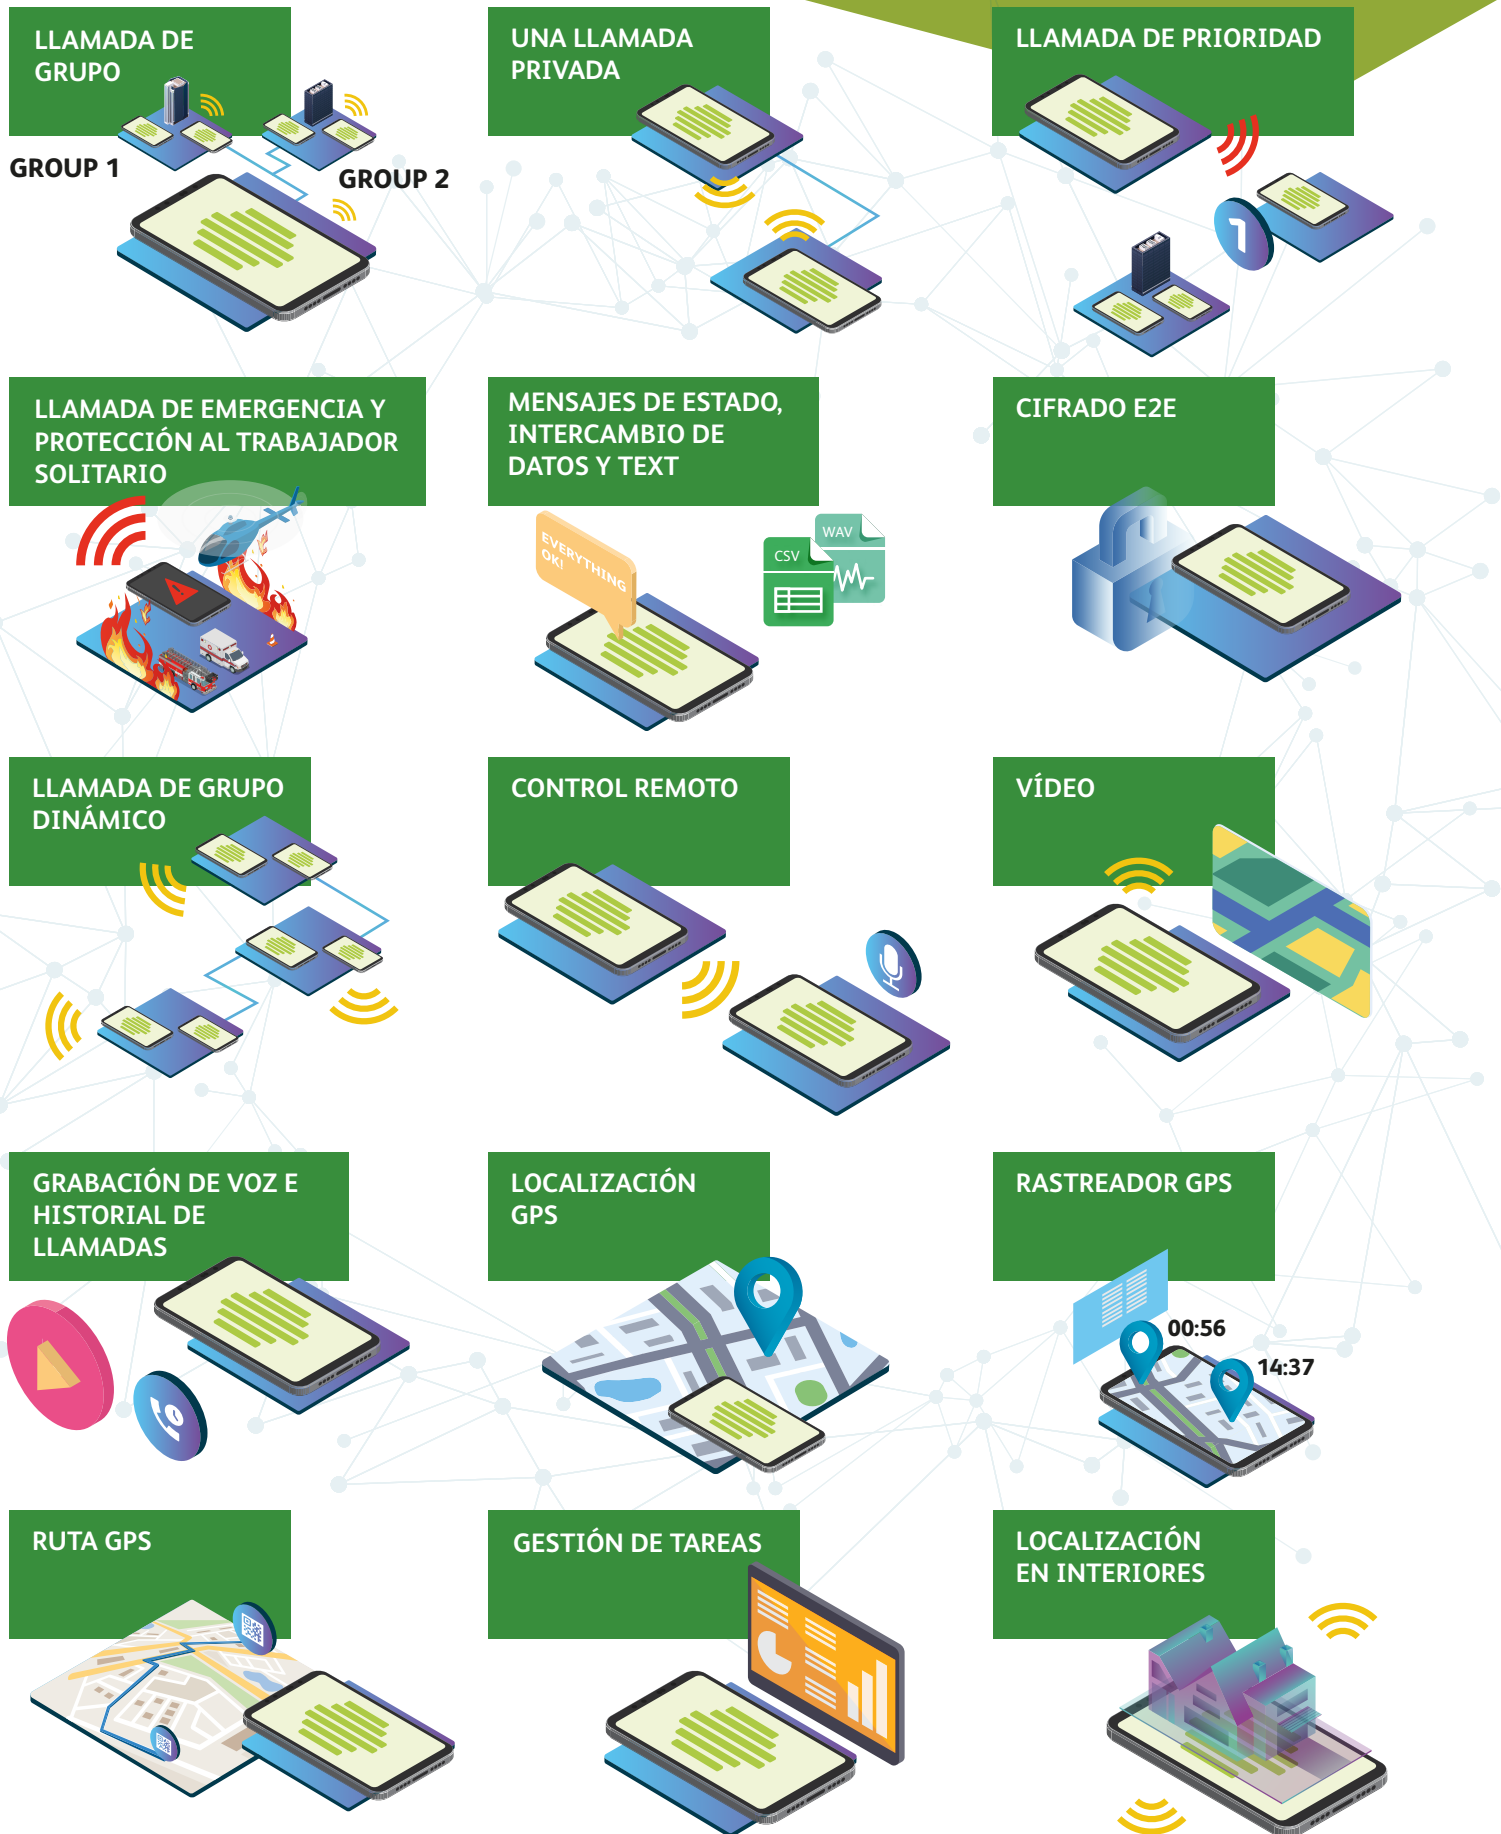 LLAMADA DE
GRUPO
GROUP 1
GROUP 2
UNA LLAMADA
PRIVADA
LLAMADA DE PRIORIDAD
1
LLAMADA DE EMERGENCIA Y
PROTECCIÓN AL TRABAJADOR
SOLITARIO
MENSAJES DE ESTADO,
INTERCAMBIO DE
DATOS Y TEXT
EVERYTHING
OK!
WAV
CSV
CIFRADO E2E
LLAMADA DE GRUPO
DINÁMICO
CONTROL REMOTO
VÍDEO
GRABACIÓN DE VOZ E
HISTORIAL DE
LLAMADAS
LOCALIZACIÓN
GPS
RASTREADOR GPS
00:56
14:37
RUTA GPS
GESTIÓN DE TAREAS
LOCALIZACIÓN
EN INTERIORES